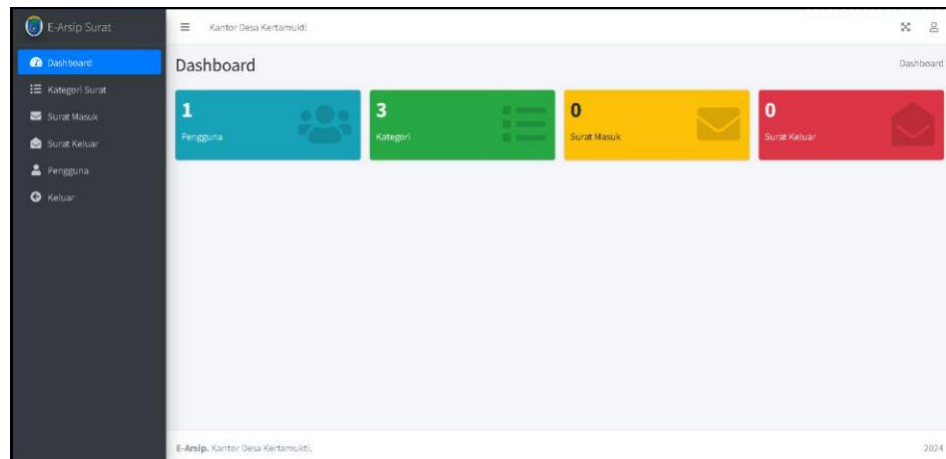 E-Arsip Surat
Kantor Desa Kertamukti
Dashboard
Kategori Surat
Surat Masuk
Surat Keluar
Pengguna
Keluar
Dashboard
Dashboard
1
Pengguna
3
Kategori
0
Surat Masuk
0
Surat Keluar
E-Arsip. Kantor Desa Kertamukti.
2024